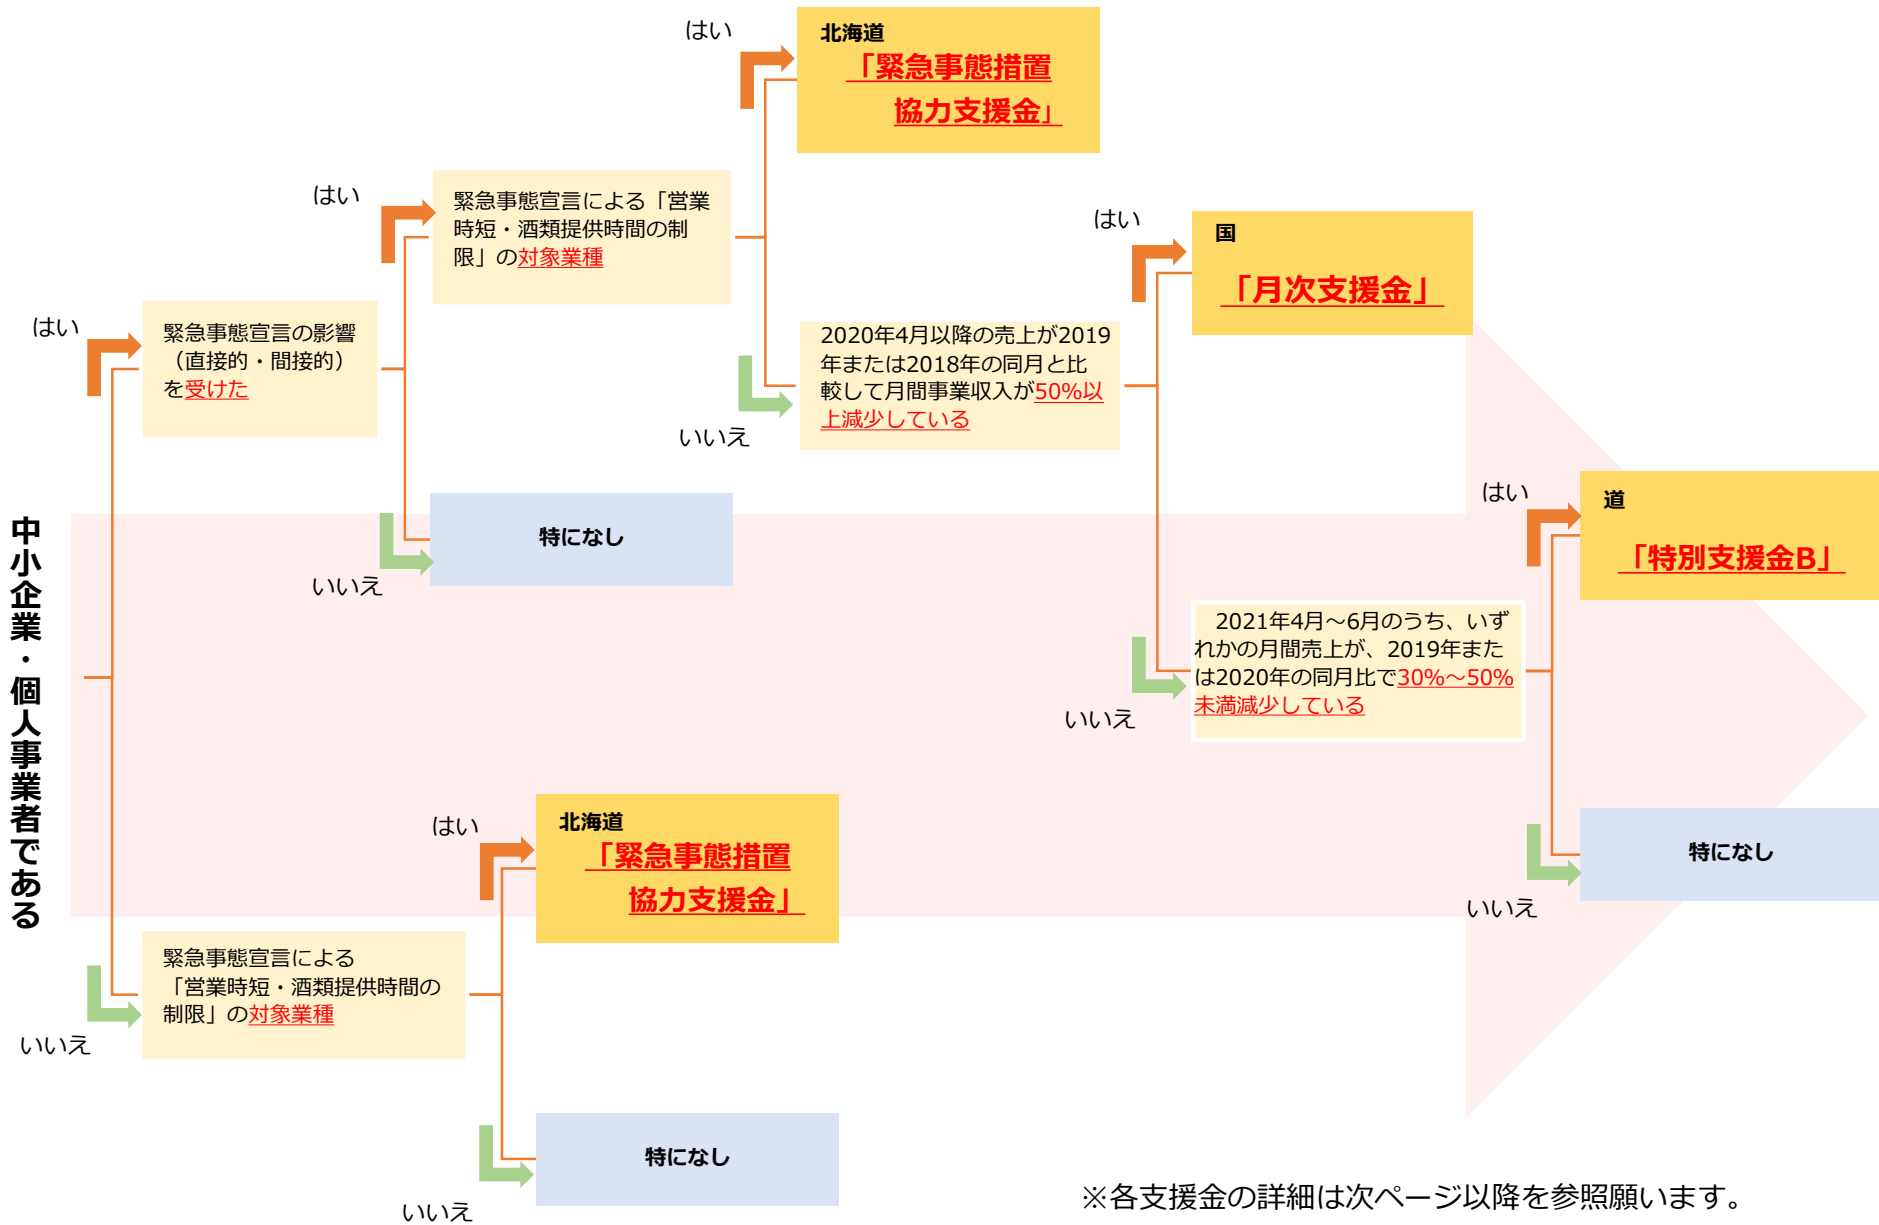 中小企業・個人事業者である
はい
緊急事態宣言の影響
（直接的・間接的）
を受けた
はい
緊急事態宣言による「営業
時短・酒類提供時間の制
限」の対象業種
はい
北海道
「緊急事態措置
協力支援金」
いいえ
2020年4月以降の売上が2019
年または2018年の同月と比
較して月間事業収入が50%以
上減少している
はい
国
「月次支援金」
いいえ
2021年4月～6月のうち、いず
れかの月間売上が、2019年また
は2020年の同月比で30%～50%
未満減少している
はい
道
「特別支援金B」
いいえ
特になし
いいえ
特になし
いいえ
緊急事態宣言による
「営業時短・酒類提供時間の
制限」の対象業種
はい
北海道
「緊急事態措置
協力支援金」
いいえ
特になし
※各支援金の詳細は次ページ以降を参照願います。